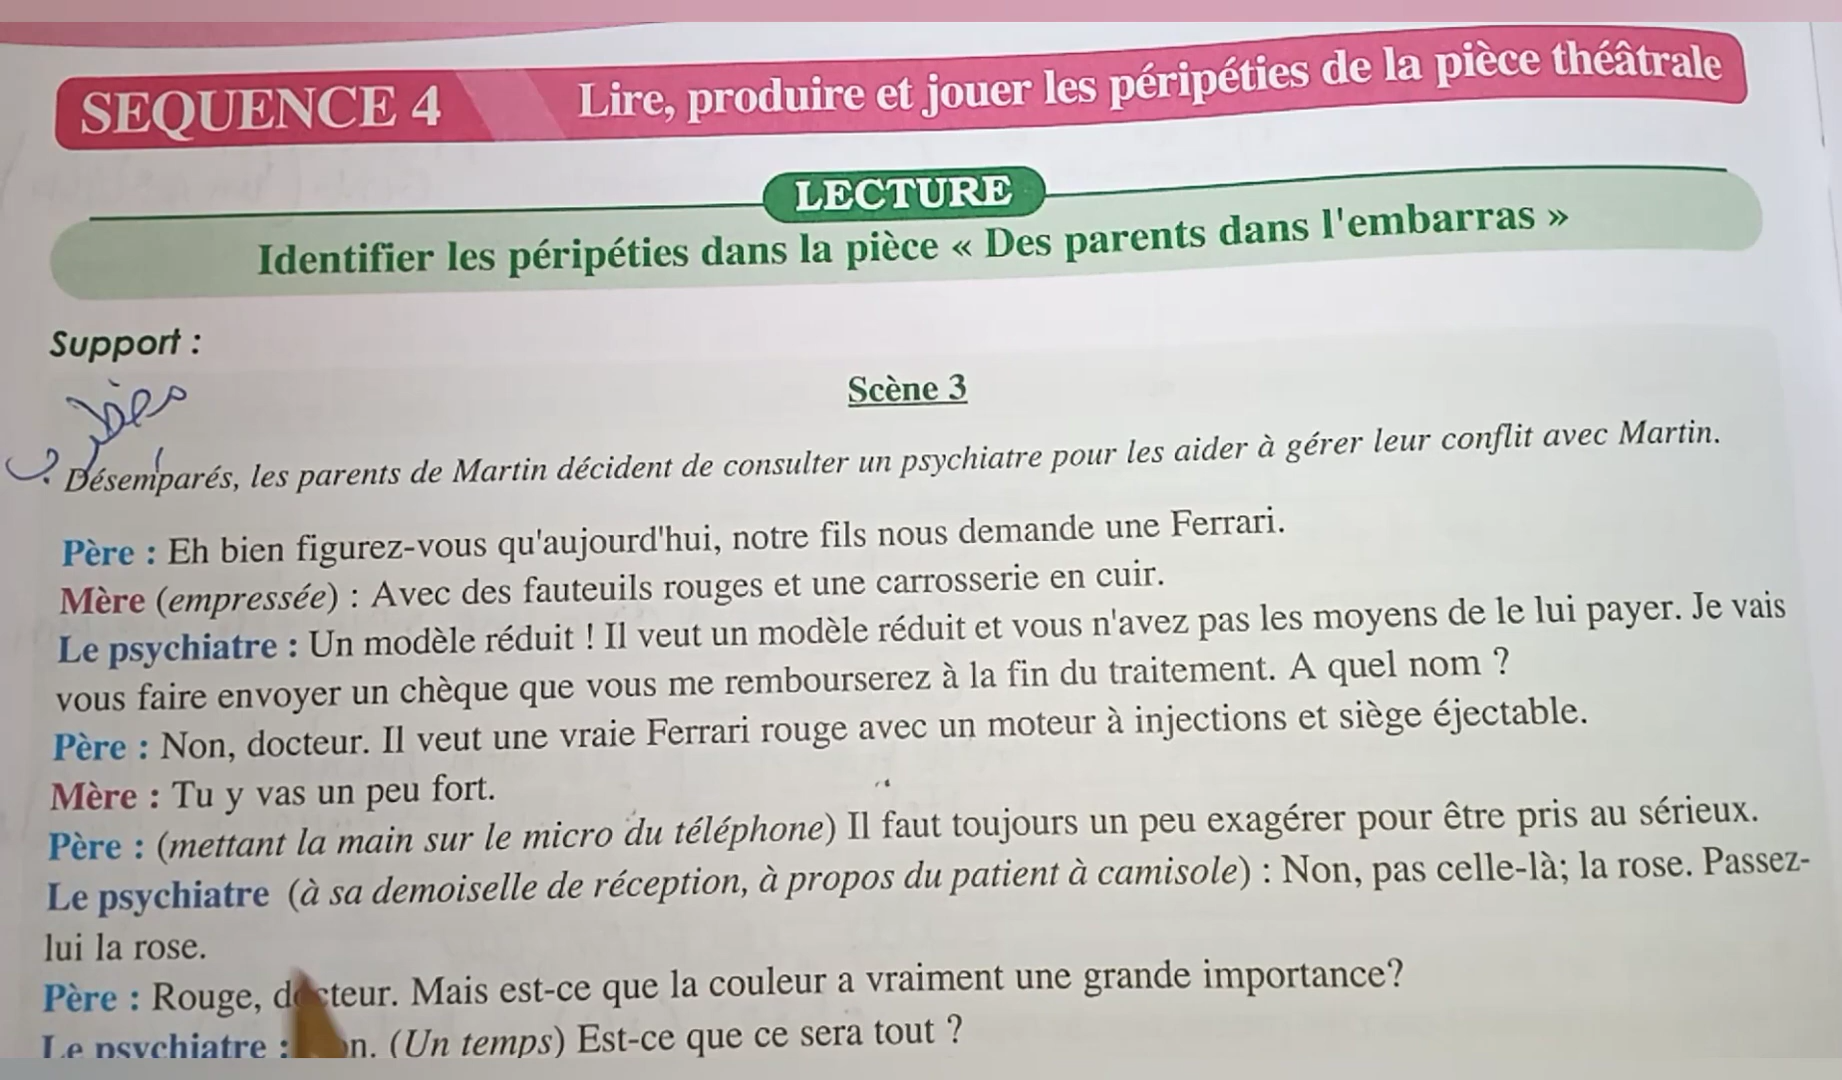 SEQUENCE 4 Lire, produire et jouer les péripéties de la pièce théâtrale
LECTURE
Identifier les péripéties dans la pièce « Des parents dans l'embarras »
Support :
Scène 3
Désemparés, les parents de Martin décident de consulter un psychiatre pour les aider à gérer leur conflit avec Martin.
Père : Eh bien figurez-vous qu'aujourd'hui, notre fils nous demande une Ferrari.
Mère (empressée) : Avec des fauteuils rouges et une carrosserie en cuir.
Le psychiatre : Un modèle réduit ! Il veut un modèle réduit et vous n'avez pas les moyens de le lui payer. Je vais
vous faire envoyer un chèque que vous me rembourserez à la fin du traitement. A quel nom ?
Père : Non, docteur. Il veut une vraie Ferrari rouge avec un moteur à injections et siège éjectable.
Mère : Tu y vas un peu fort.
Père : (mettant la main sur le micro du téléphone) Il faut toujours un peu exagérer pour être pris au sérieux.
Le psychiatre (à sa demoiselle de réception, à propos du patient à camisole) : Non, pas celle-là; la rose. Passez-
lui la rose.
Père : Rouge, docteur. Mais est-ce que la couleur a vraiment une grande importance?
Le psychiatre : (Un temps) Est-ce que ce sera tout ?